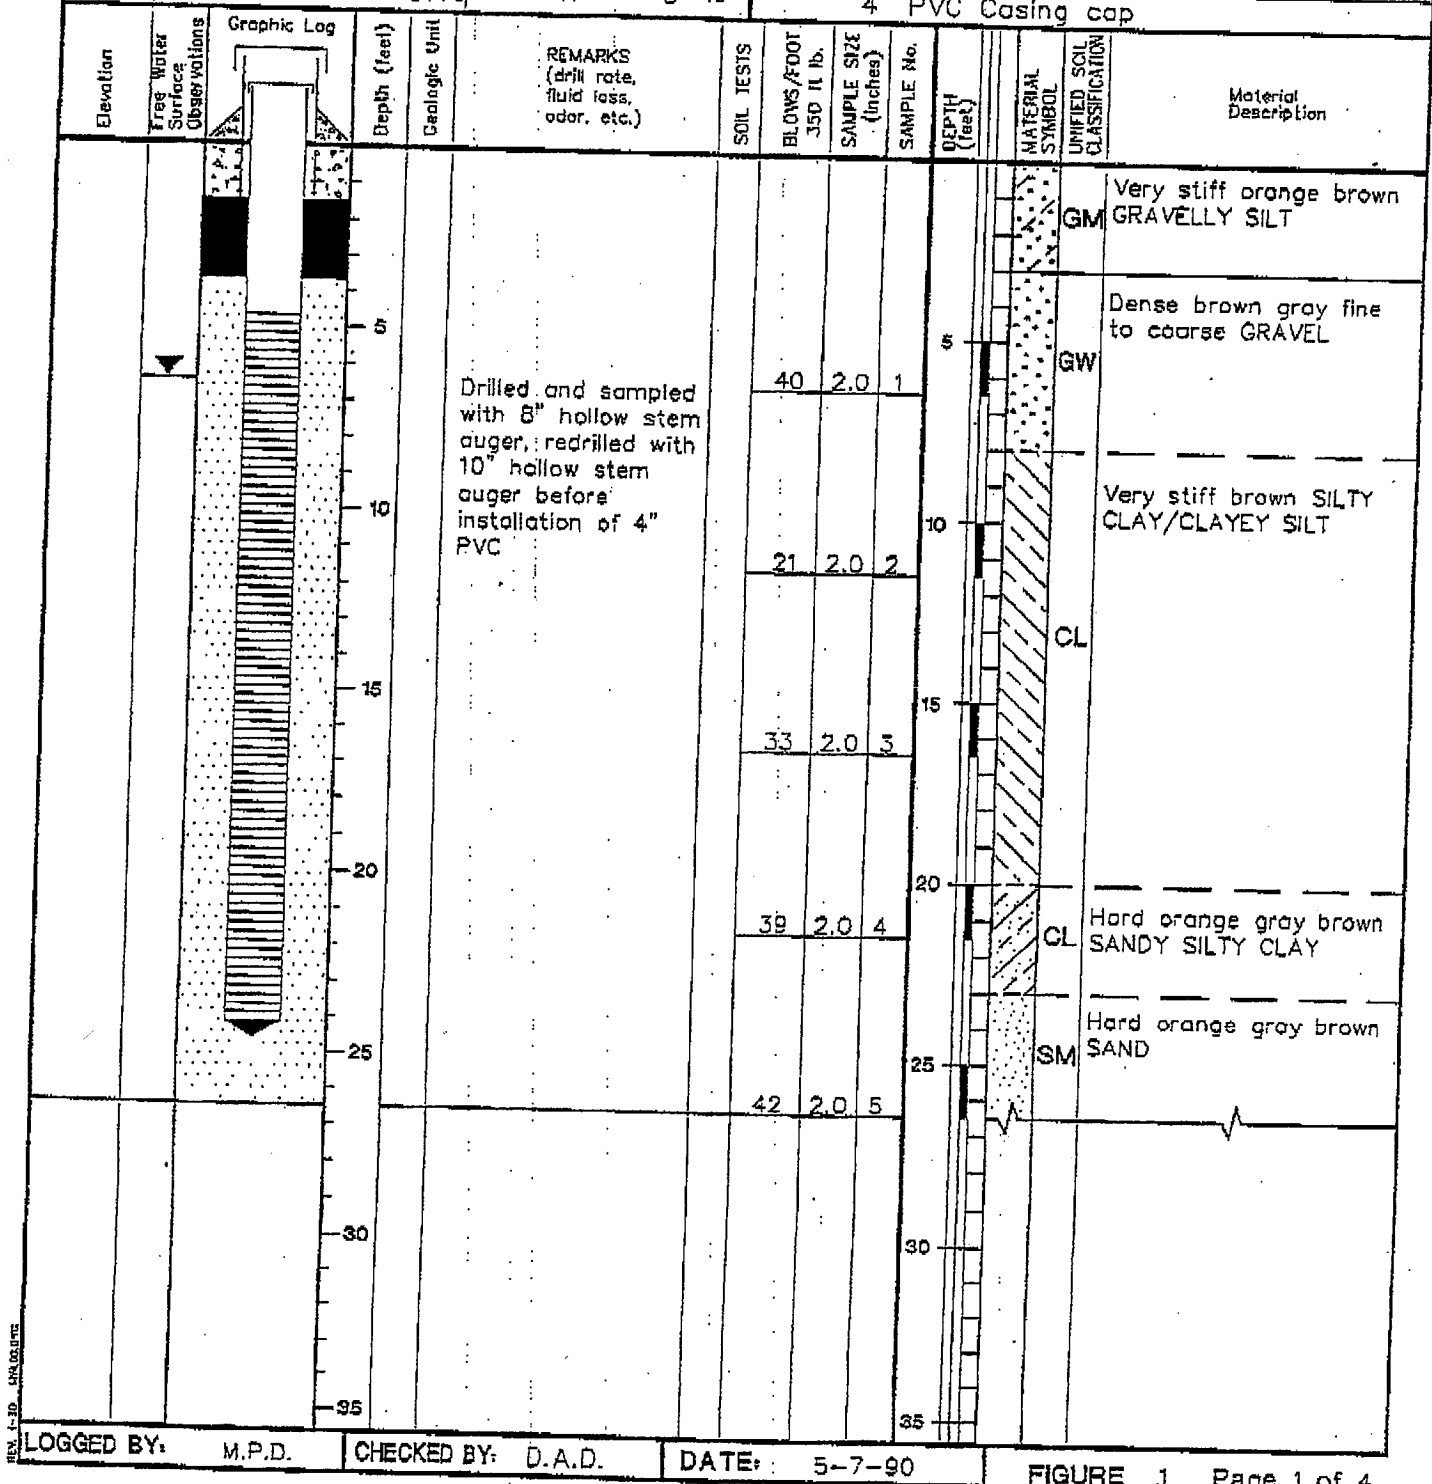 4 PVC Casing cap
Elevation
Free Water
Surface
Observations
Graphic Log
Depth (feet)
Geologic Unit
REMARKS
(drill rate,
fluid loss,
odor, etc.)
SOIL TESTS
BLOWS/FOOT
350 ft lb.
SAMPLE SIZE
(inches)
SAMPLE No.
DEPTH
(feet)
MATERIAL
SYMBOL
UNIFIED SOIL
CLASSIFICATION
Material
Description
GM
Very stiff orange brown
GRAVELLY SILT
GW
Dense brown gray fine
to coarse GRAVEL
5
5
40 2.0 1
Drilled and sampled
with 8" hollow stem
auger, redrilled with
10" hollow stem
auger before
installation of 4"
PVC
Very stiff brown SILTY
CLAY/CLAYEY SILT
10
10
21 2.0 2
CL
15
15
33 2.0 3
20
20
39 2.0 4
CL
Hard orange gray brown
SANDY SILTY CLAY
Hard orange gray brown
SAND
SM
25
25
42 2.0 5
30
30
35
35
LOGGED BY: M.P.D.
CHECKED BY: D.A.D.
DATE: 5-7-90
FIGURE 1 Page 1 of 4